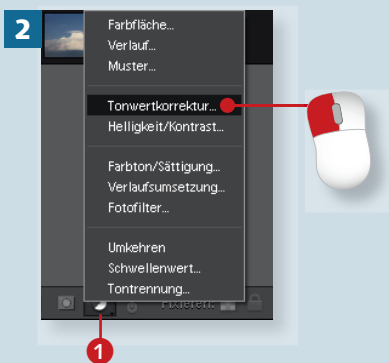 2
Farbfläche...
Verlauf...
Muster...
Tonwertkorrektur...
Helligkeit/Kontrast...
Farbton/Sättigung...
Verlaufsumsetzung...
Fotofilter...
Umkehren
Schwellenwert...
Tontrennung...
Fixieren:
1